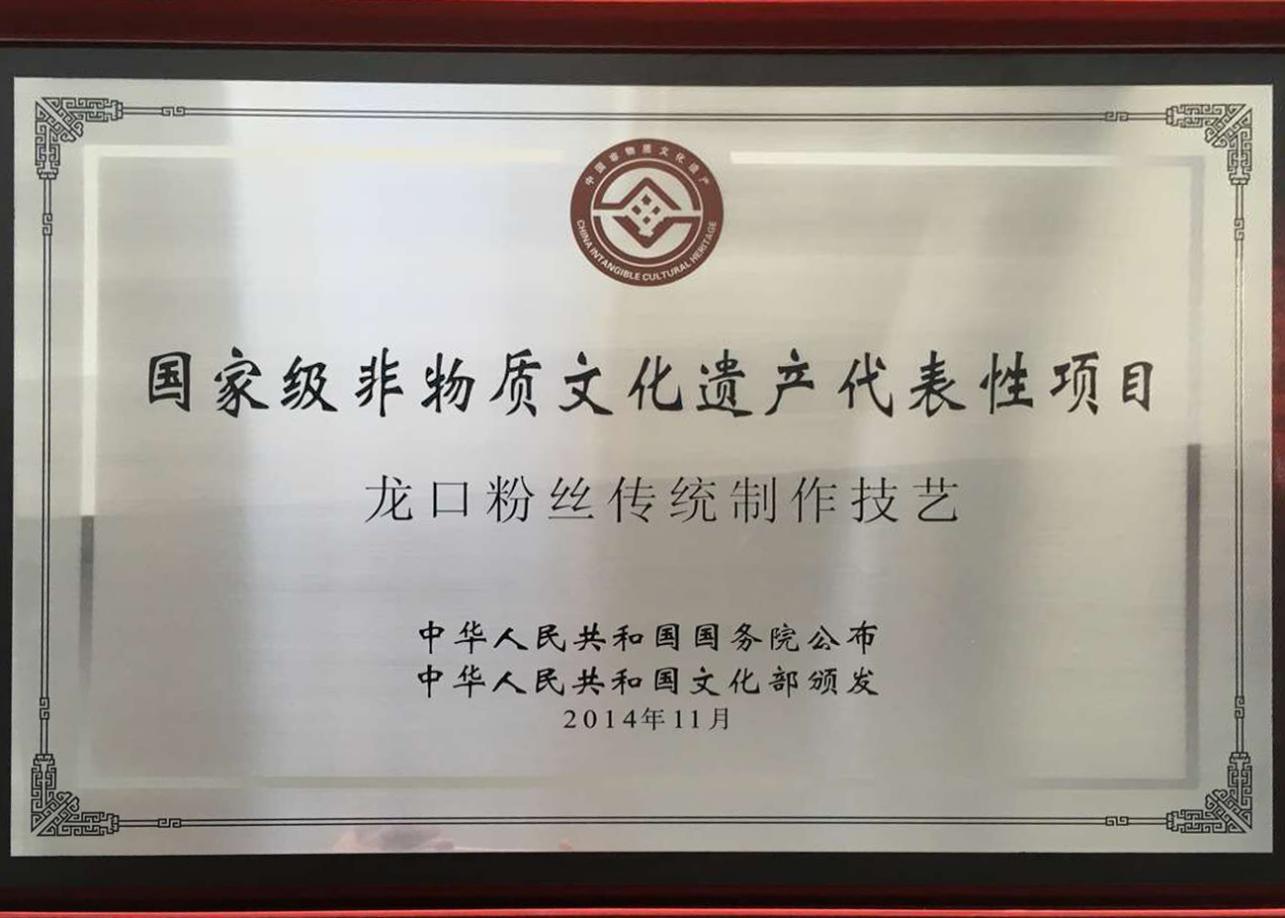 中国非物质文化遗产
CHINA INTANGIBLE CULTURAL HERITAGE
国家级非物质文化遗产代表性项目
龙口粉丝传统制作技艺
中华人民共和国国务院公布
中华人民共和国文化部颁发
2014年11月